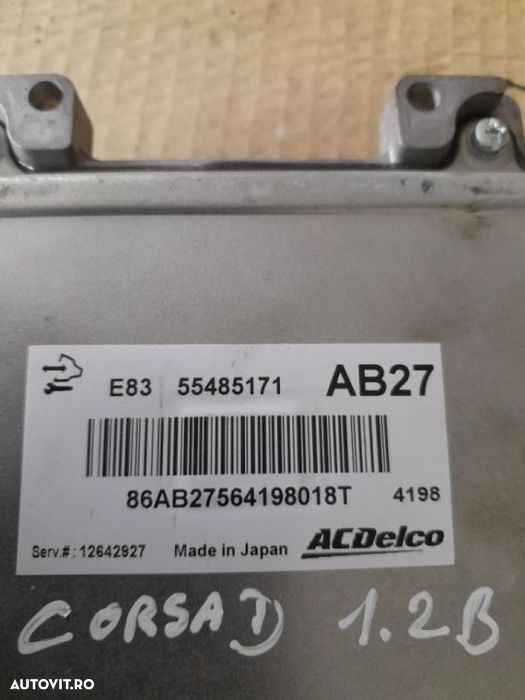 E83 55485171 AB27
86AB27564198018T 4198
Serv.#: 12642927 Made in Japan ACDelco
CORSA D 1.2B
AUTOVIT.RO